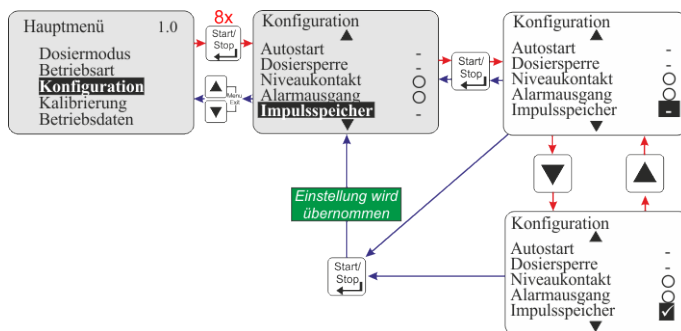 Hauptmenü 1.0
Dosiermodus
Betriebsart
Konfiguration
Kalibrierung
Betriebsdaten
8x
Start/
Stop
Menu
Exit
Konfiguration
Autostart -
Dosiersperre -
Niveaukontakt
Alarmausgang
Impulsspeicher -
Start/
Stop
Konfiguration
Autostart -
Dosiersperre -
Niveaukontakt
Alarmausgang
Impulsspeicher -
Einstellung wird
übernommen
Start/
Stop
Konfiguration
Autostart -
Dosiersperre -
Niveaukontakt
Alarmausgang
Impulsspeicher ✓